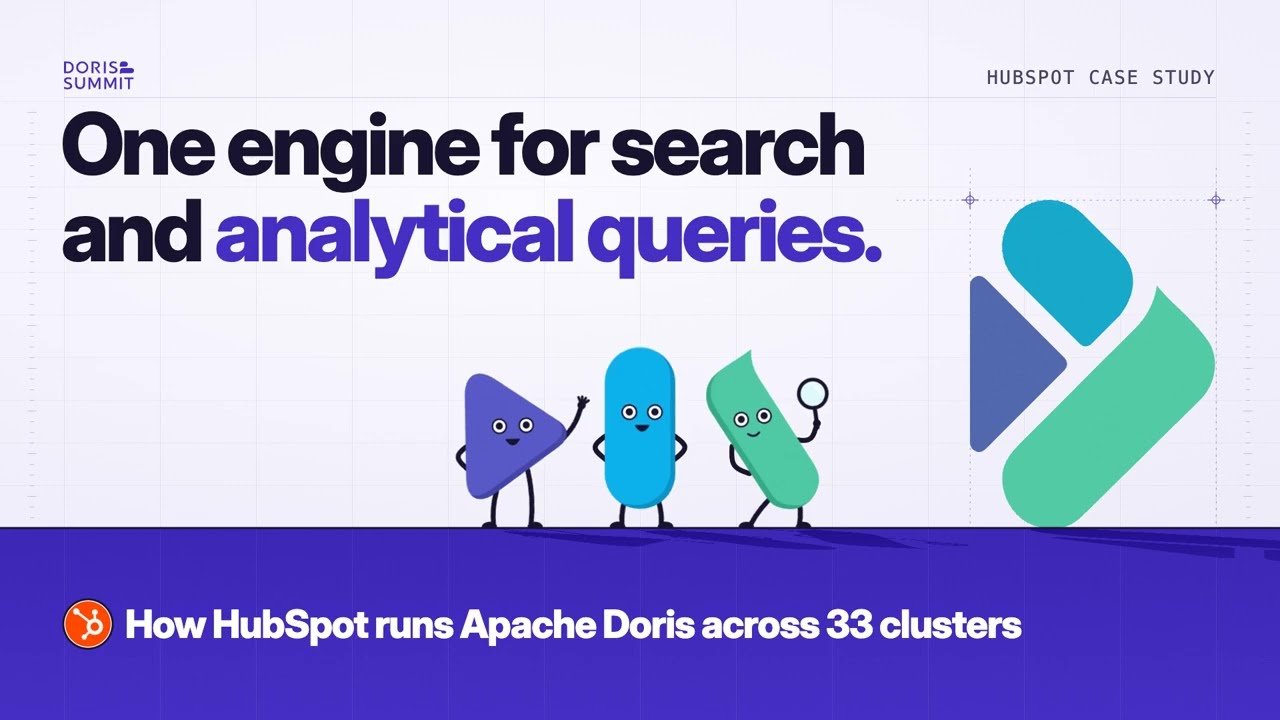 DORIS
SUMMIT
HUBSPOT CASE STUDY
One engine for search
and analytical queries.
How HubSpot runs Apache Doris across 33 clusters